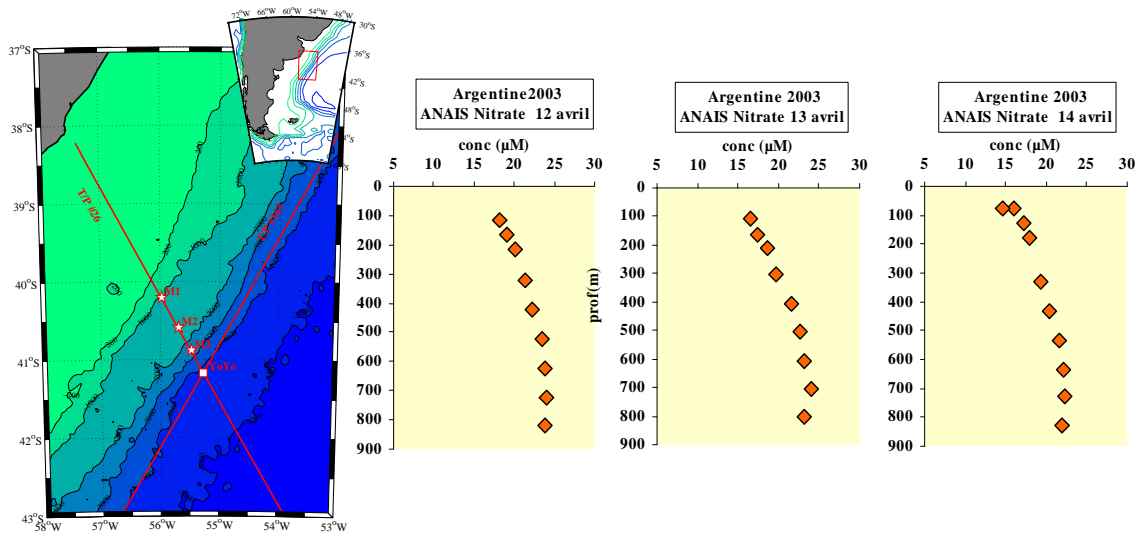 72°W 66°W 60°W 54°W
30°S
36°S
42°S
48°S
37°S
38°S
39°S
40°S
41°S
42°S
43°S
58°W 57°W 56°W 55°W 54°W 53°W
T/P #26
M1
M2
YoYo
Argentine2003
ANAIS Nitrate 12 avril
conc (µM)
5 10 15 20 25 30
0
100
200
300
400
500
600
700
800
900
Argentine 2003
ANAIS Nitrate 13 avril
conc (µM)
5 10 15 20 25 30
prof(m)
0
100
200
300
400
500
600
700
800
900
Argentine 2003
ANAIS Nitrate 14 avril
conc (µM)
5 10 15 20 25 30
0
100
200
300
400
500
600
700
800
900